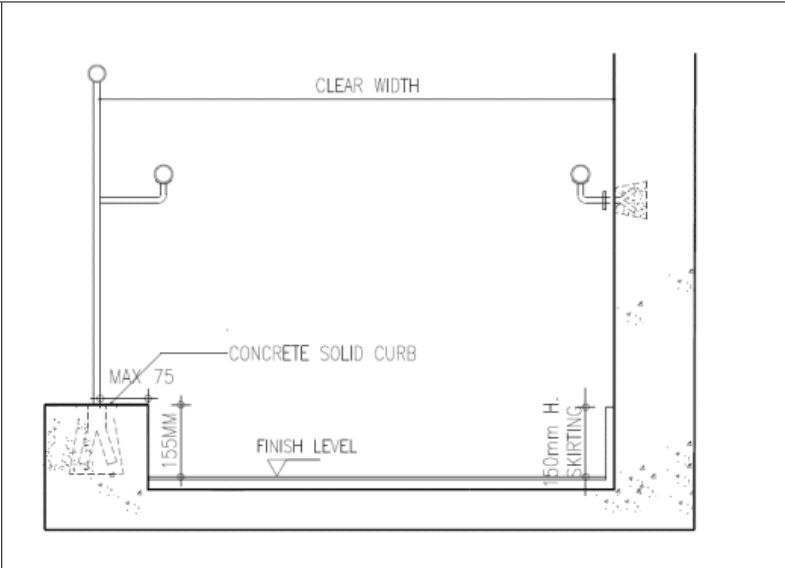 CLEAR WIDTH
CONCRETE SOLID CURB
MAX 75
155MM
FINISH LEVEL
150mm H.
SKIRTING